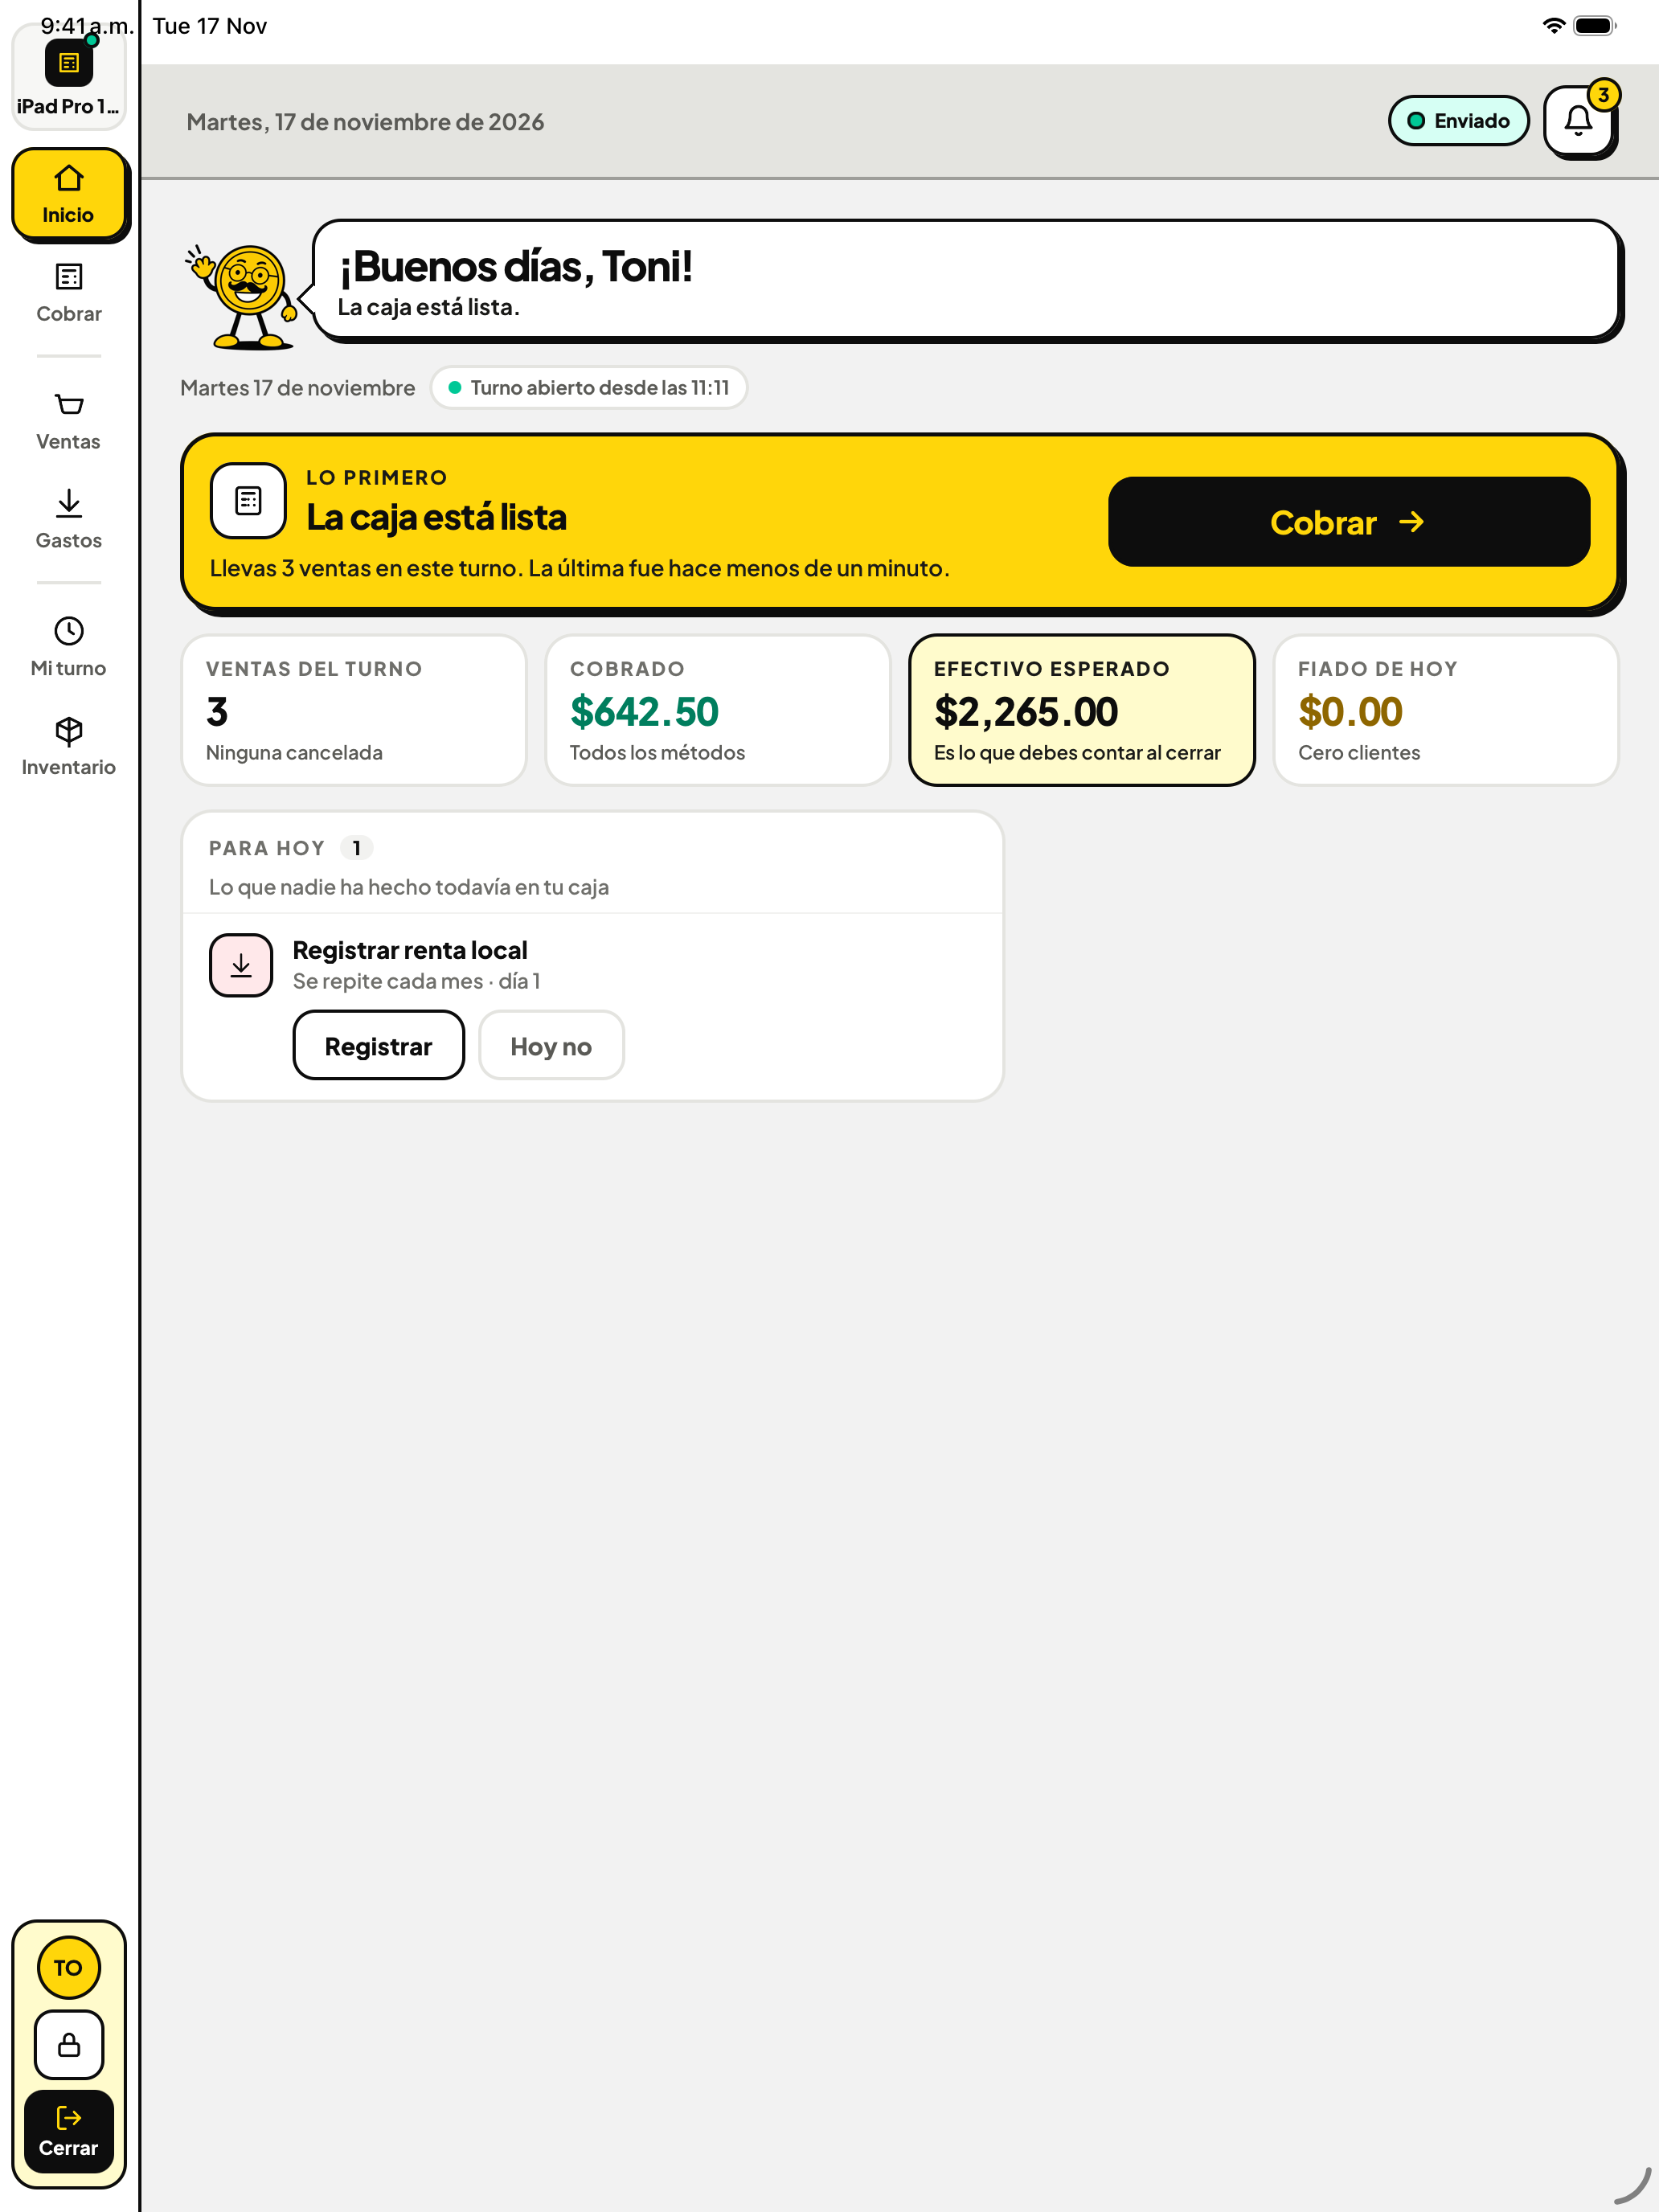 9:41 a.m. Tue 17 Nov
iPad Pro 1...
Inicio
Cobrar
Ventas
Gastos
Mi turno
Inventario
TO
Cerrar
Martes, 17 de noviembre de 2026
Enviado
3
¡Buenos días, Toni!
La caja está lista.
Martes 17 de noviembre
Turno abierto desde las 11:11
LO PRIMERO
La caja está lista
Llevas 3 ventas en este turno. La última fue hace menos de un minuto.
Cobrar
VENTAS DEL TURNO
3
Ninguna cancelada
COBRADO
$642.50
Todos los métodos
EFECTIVO ESPERADO
$2,265.00
Es lo que debes contar al cerrar
FIADO DE HOY
$0.00
Cero clientes
PARA HOY 1
Lo que nadie ha hecho todavía en tu caja
Registrar renta local
Se repite cada mes · día 1
Registrar
Hoy no